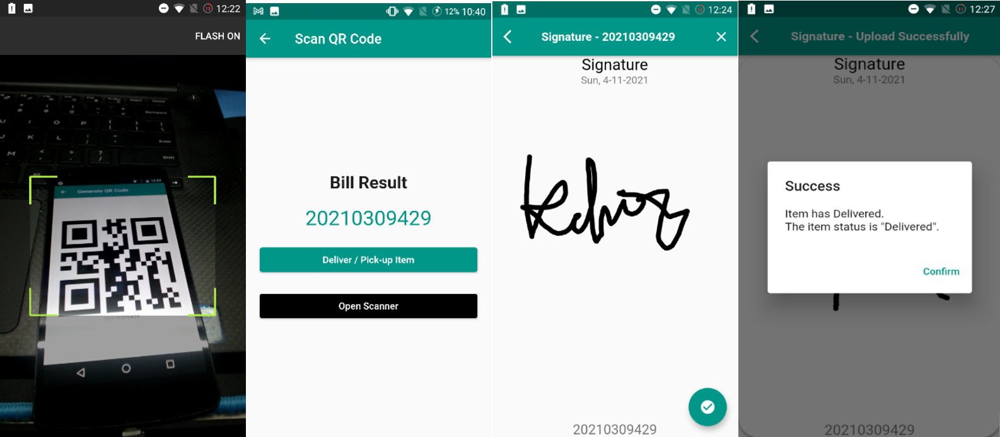 12:22
FLASH ON
Generate QR Code
20210309429
12% 10:40
Scan QR Code
Bill Result
20210309429
Deliver / Pick-up Item
Open Scanner
12:24
Signature - 20210309429
Signature
Sun, 4-11-2021
20210309429
12:27
Signature - Upload Successfully
Signature
Sun, 4-11-2021
Success
Item has Delivered.
The item status is "Delivered".
Confirm
20210309429